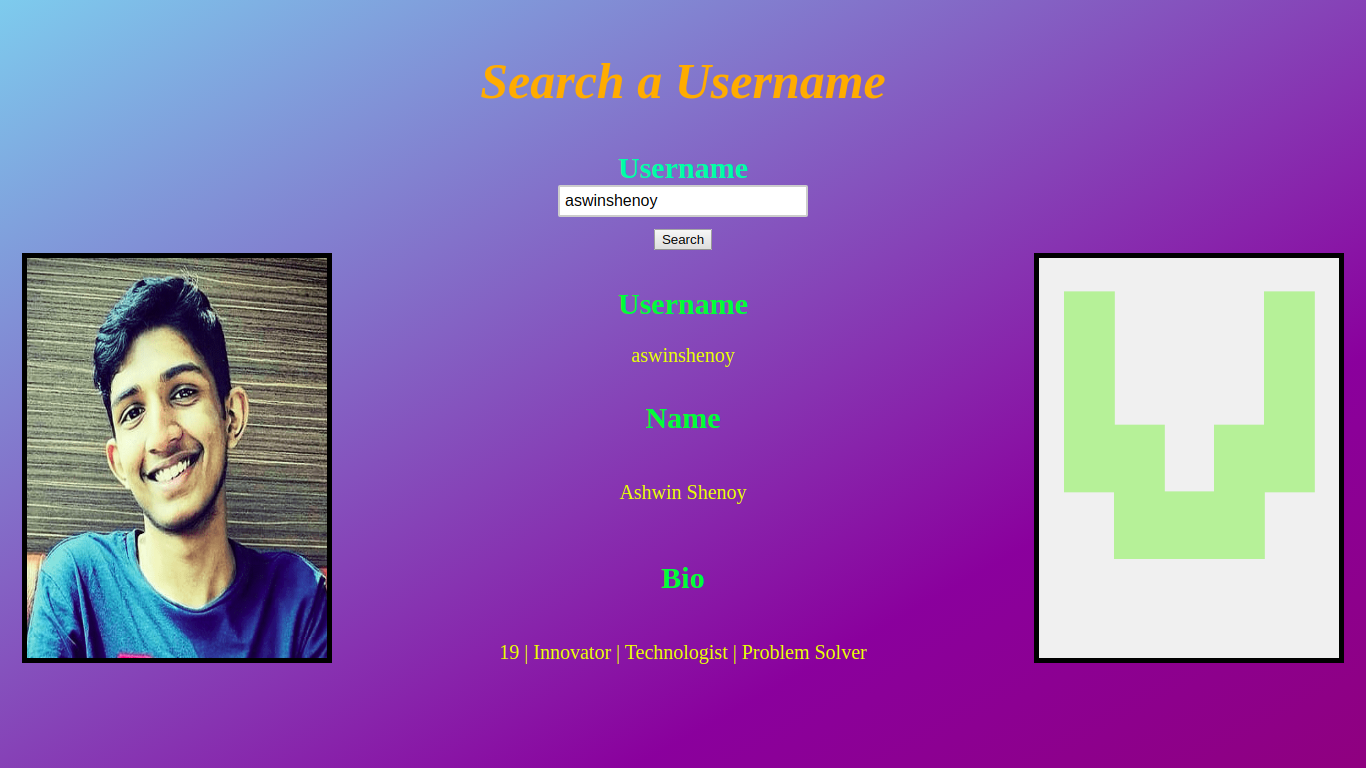 Search a Username
Username
aswinshenoy
Search
Username
aswinshenoy
Name
Ashwin Shenoy
Bio
19 | Innovator | Technologist | Problem Solver